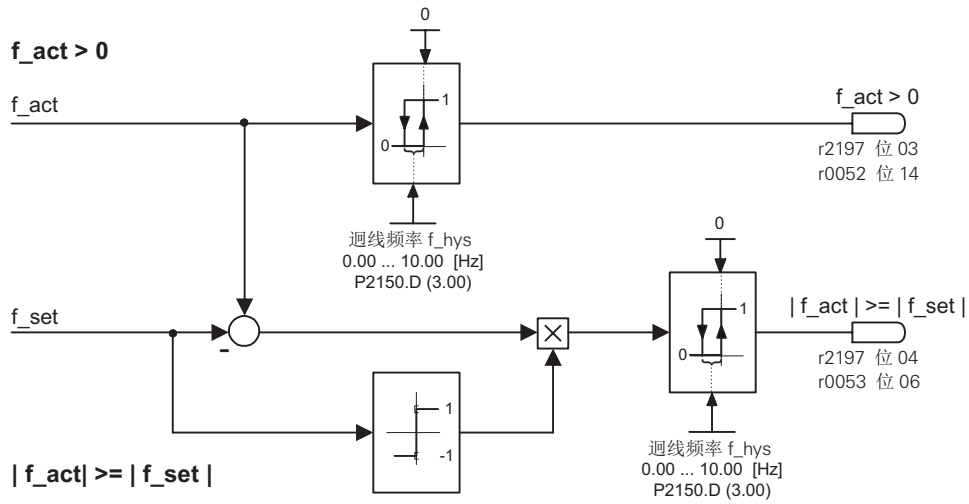 0
f_act > 0
f_act
1
0
f_act > 0
r2197 位 03
r0052 位 14
迴线频率 f_hys
0.00 ... 10.00 [Hz]
P2150.D (3.00)
0
f_set
-
×
1
0
| f_act | >= | f_set |
r2197 位 04
r0053 位 06
1
-1
迴线频率 f_hys
0.00 ... 10.00 [Hz]
P2150.D (3.00)
| f_act| >= | f_set |